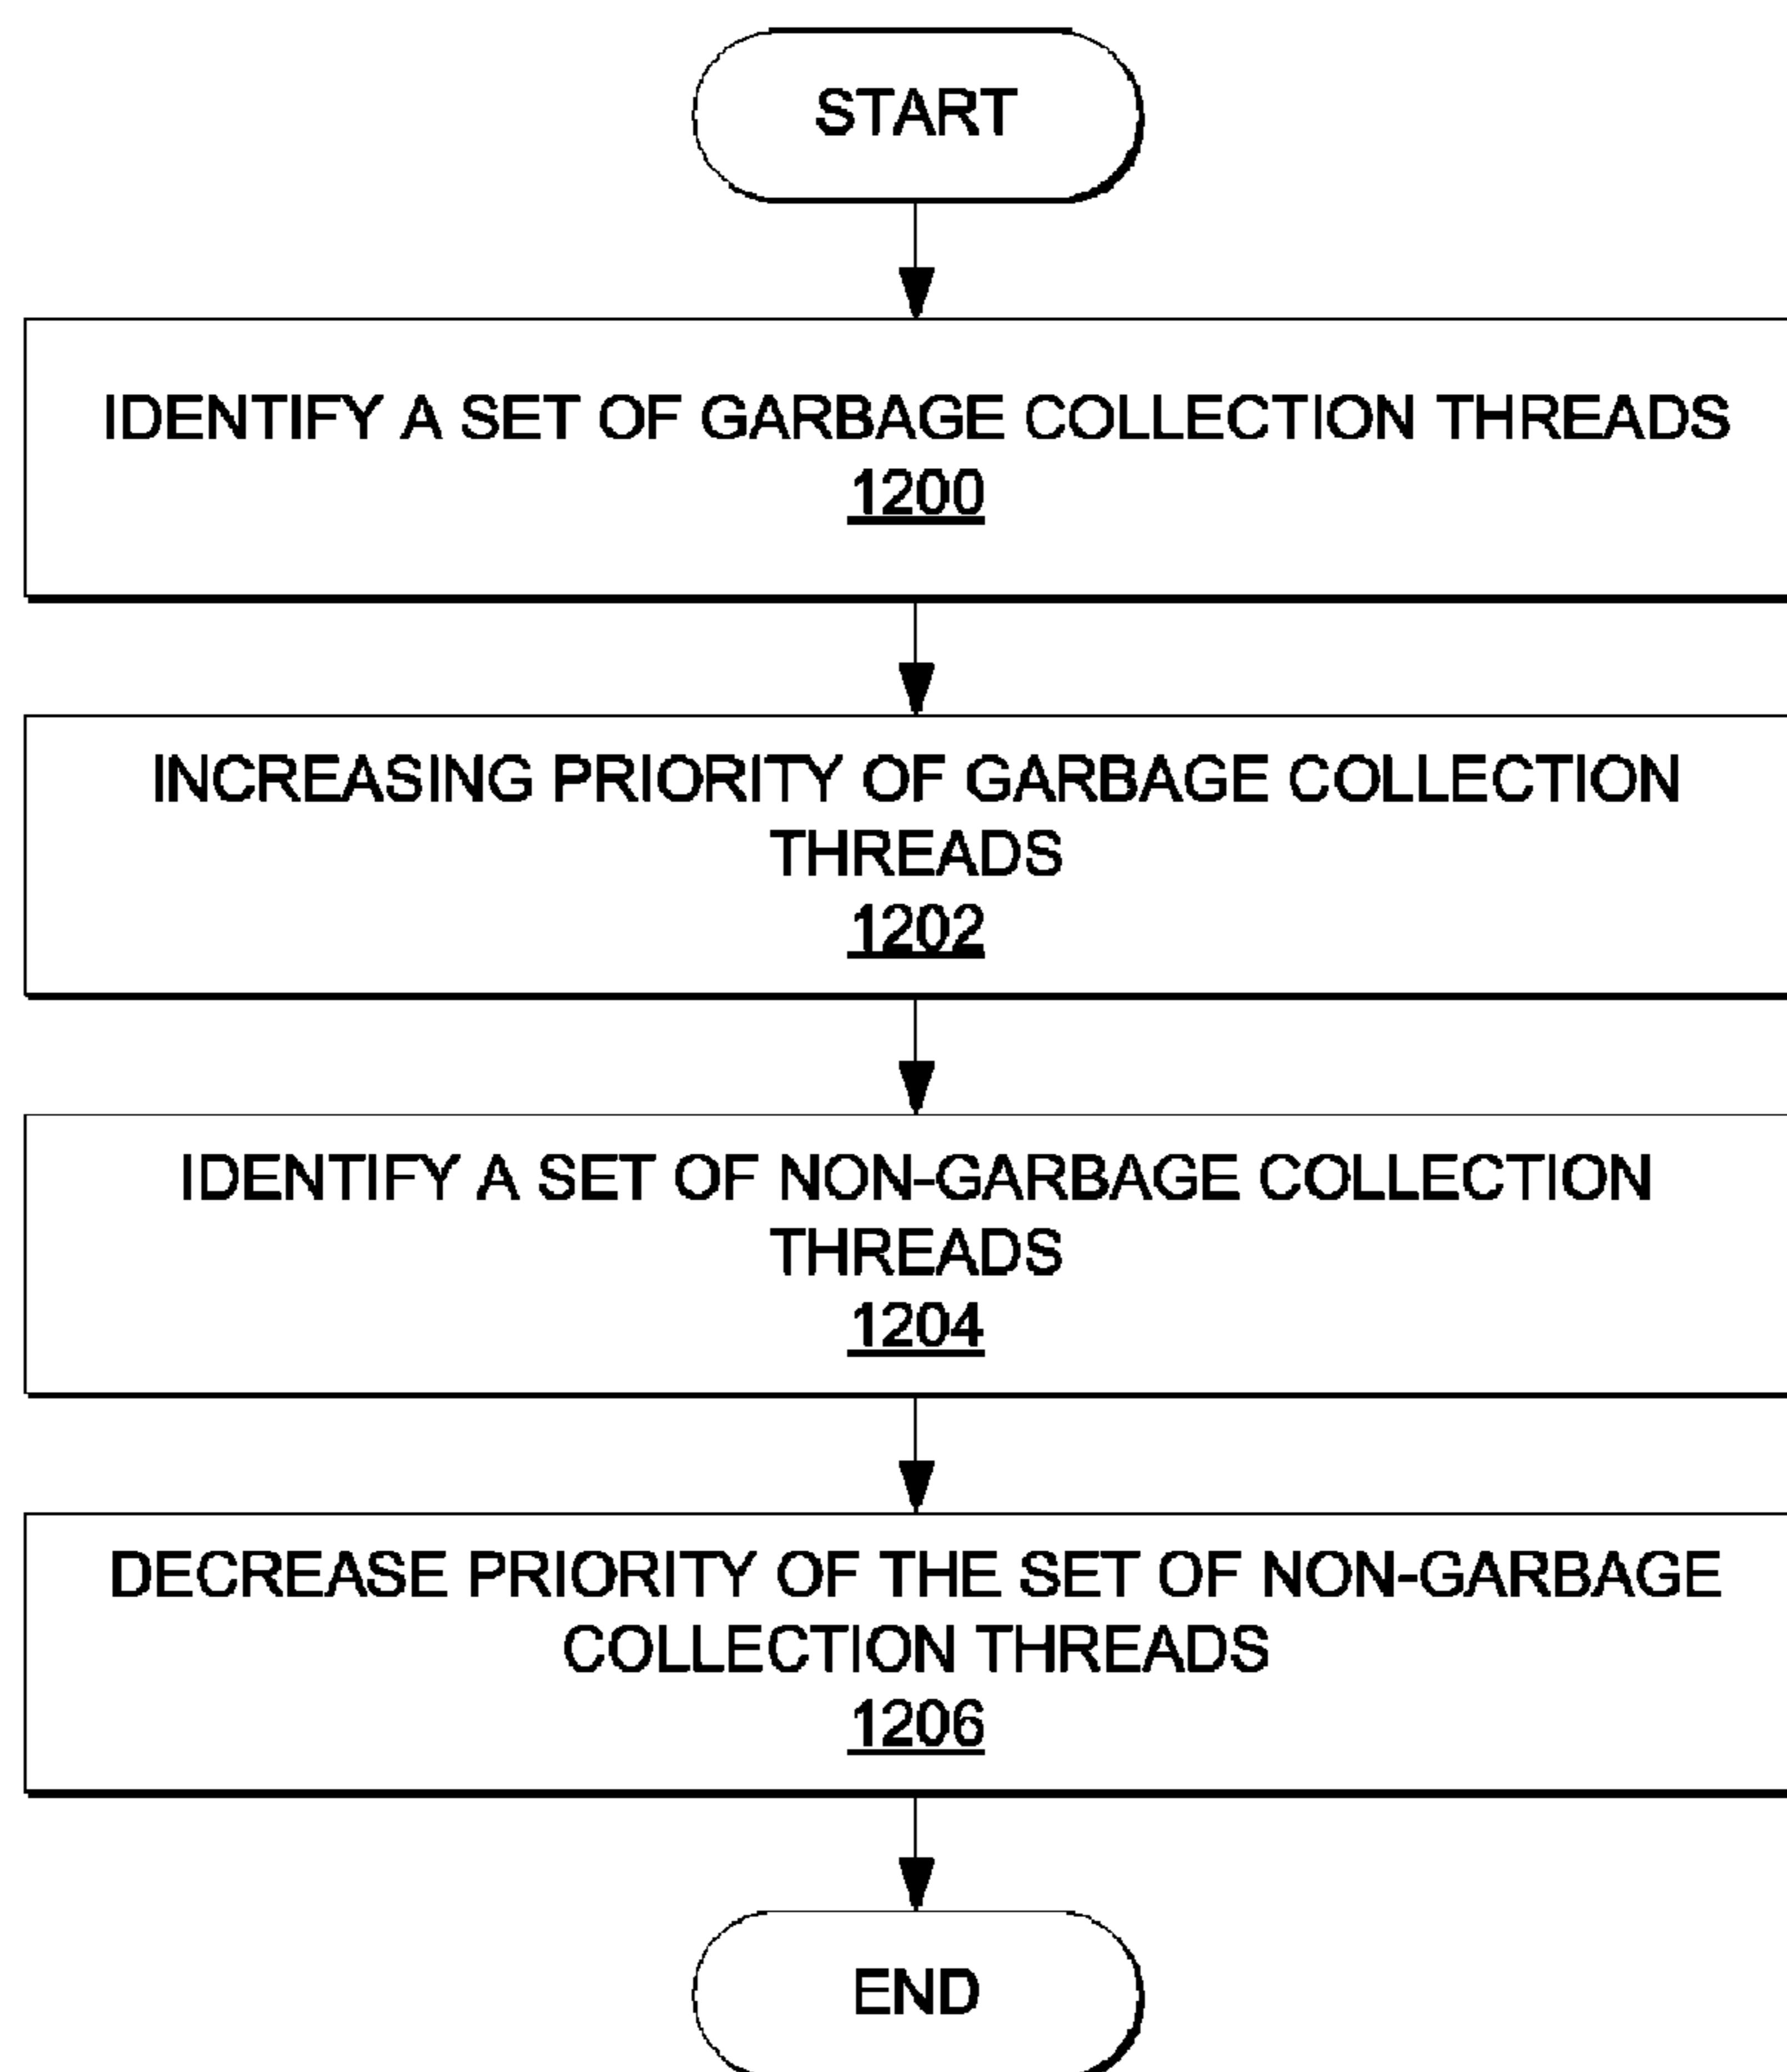 START
IDENTIFY A SET OF GARBAGE COLLECTION THREADS
1200
INCREASING PRIORITY OF GARBAGE COLLECTION
THREADS
1202
IDENTIFY A SET OF NON-GARBAGE COLLECTION
THREADS
1204
DECREASE PRIORITY OF THE SET OF NON-GARBAGE
COLLECTION THREADS
1206
END